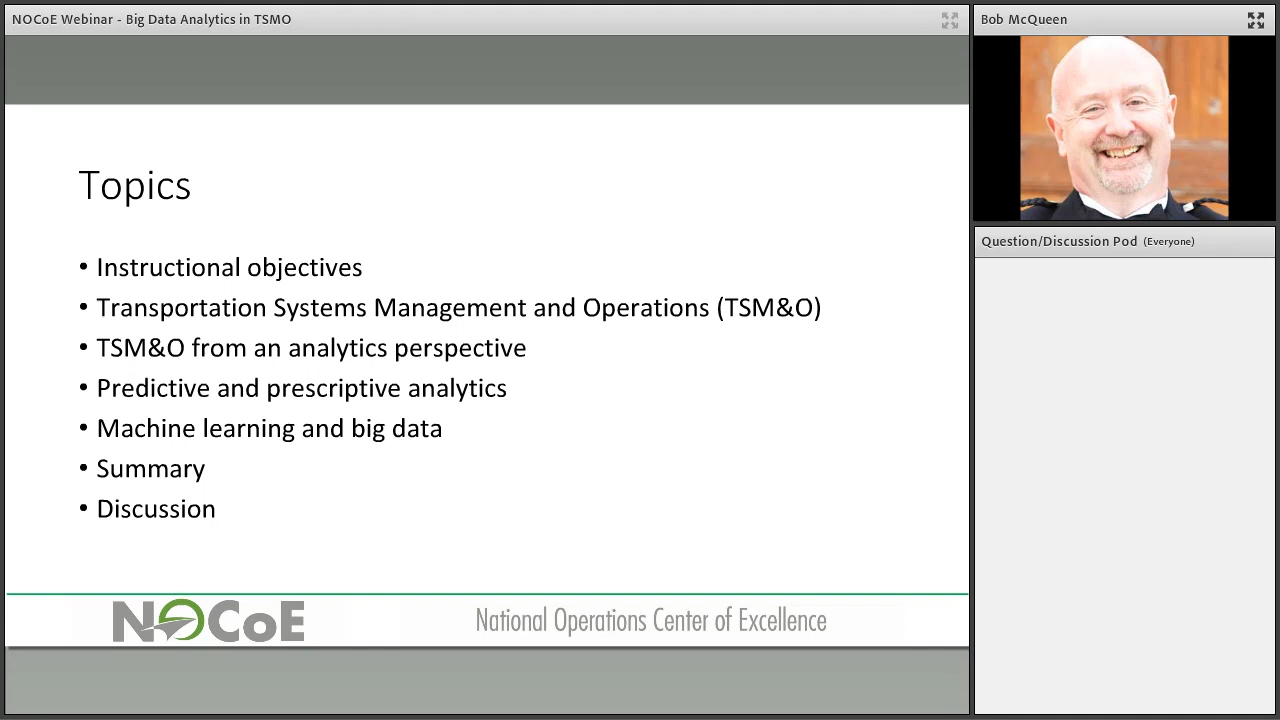 NOCoE Webinar - Big Data Analytics in TSMO
Bob McQueen
Question/Discussion Pod (Everyone)
Topics
• Instructional objectives
• Transportation Systems Management and Operations (TSM&O)
• TSM&O from an analytics perspective
• Predictive and prescriptive analytics
• Machine learning and big data
• Summary
• Discussion
NOCoE
National Operations Center of Excellence